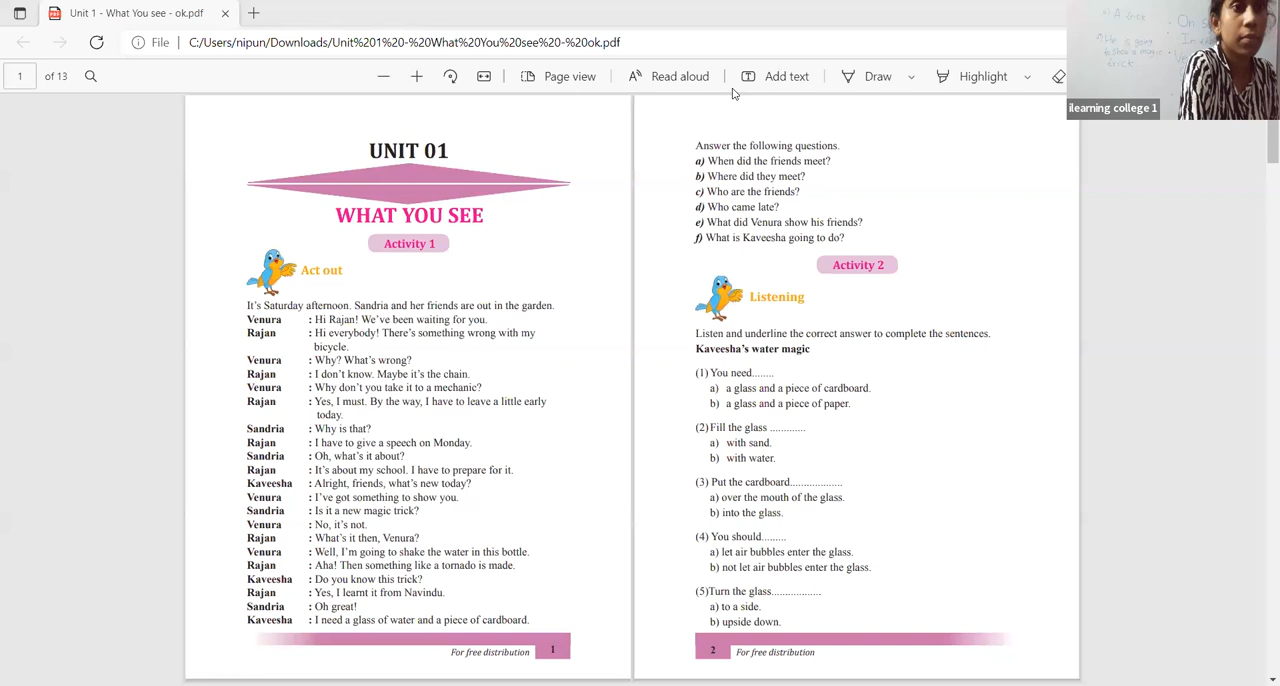 Unit 1 - What You see - ok.pdf
File
C:/Users/nipun/Downloads/Unit%201%20-%20What%20You%20see%20-%20ok.pdf
1 of 13
Page view
Read aloud
Add text
Draw
Highlight
ilearning college 1
UNIT 01
WHAT YOU SEE
Activity 1
Act out
It's Saturday afternoon. Sandria and her friends are out in the garden.
Venura : Hi Rajan! We've been waiting for you.
Rajan : Hi everybody! There's something wrong with my
bicycle.
Venura : Why? What's wrong?
Rajan : I don't know. Maybe it's the chain.
Venura : Why don't you take it to a mechanic?
Rajan : Yes, I must. By the way, I have to leave a little early
today.
Sandria : Why is that?
Rajan : I have to give a speech on Monday.
Sandria : Oh, what's it about?
Rajan : It's about my school. I have to prepare for it.
Kaveesha : Alright, friends, what's new today?
Venura : I've got something to show you.
Sandria : Is it a new magic trick?
Venura : No, it's not.
Rajan : What's it then, Venura?
Venura : Well, I'm going to shake the water in this bottle.
Rajan : Aha! Then something like a tornado is made.
Kaveesha : Do you know this trick?
Rajan : Yes, I learnt it from Navindu.
Sandria : Oh great!
Kaveesha : I need a glass of water and a piece of cardboard.
For free distribution 1
Answer the following questions.
a) When did the friends meet?
b) Where did they meet?
c) Who are the friends?
d) Who came late?
e) What did Venura show his friends?
f) What is Kaveesha going to do?
Activity 2
Listening
Listen and underline the correct answer to complete the sentences.
Kaveesha's water magic
(1) You need........
a) a glass and a piece of cardboard.
b) a glass and a piece of paper.
(2) Fill the glass .............
a) with sand.
b) with water.
(3) Put the cardboard...................
a) over the mouth of the glass.
b) into the glass.
(4) You should.........
a) let air bubbles enter the glass.
b) not let air bubbles enter the glass.
(5)Turn the glass..................
a) to a side.
b) upside down.
2 For free distribution